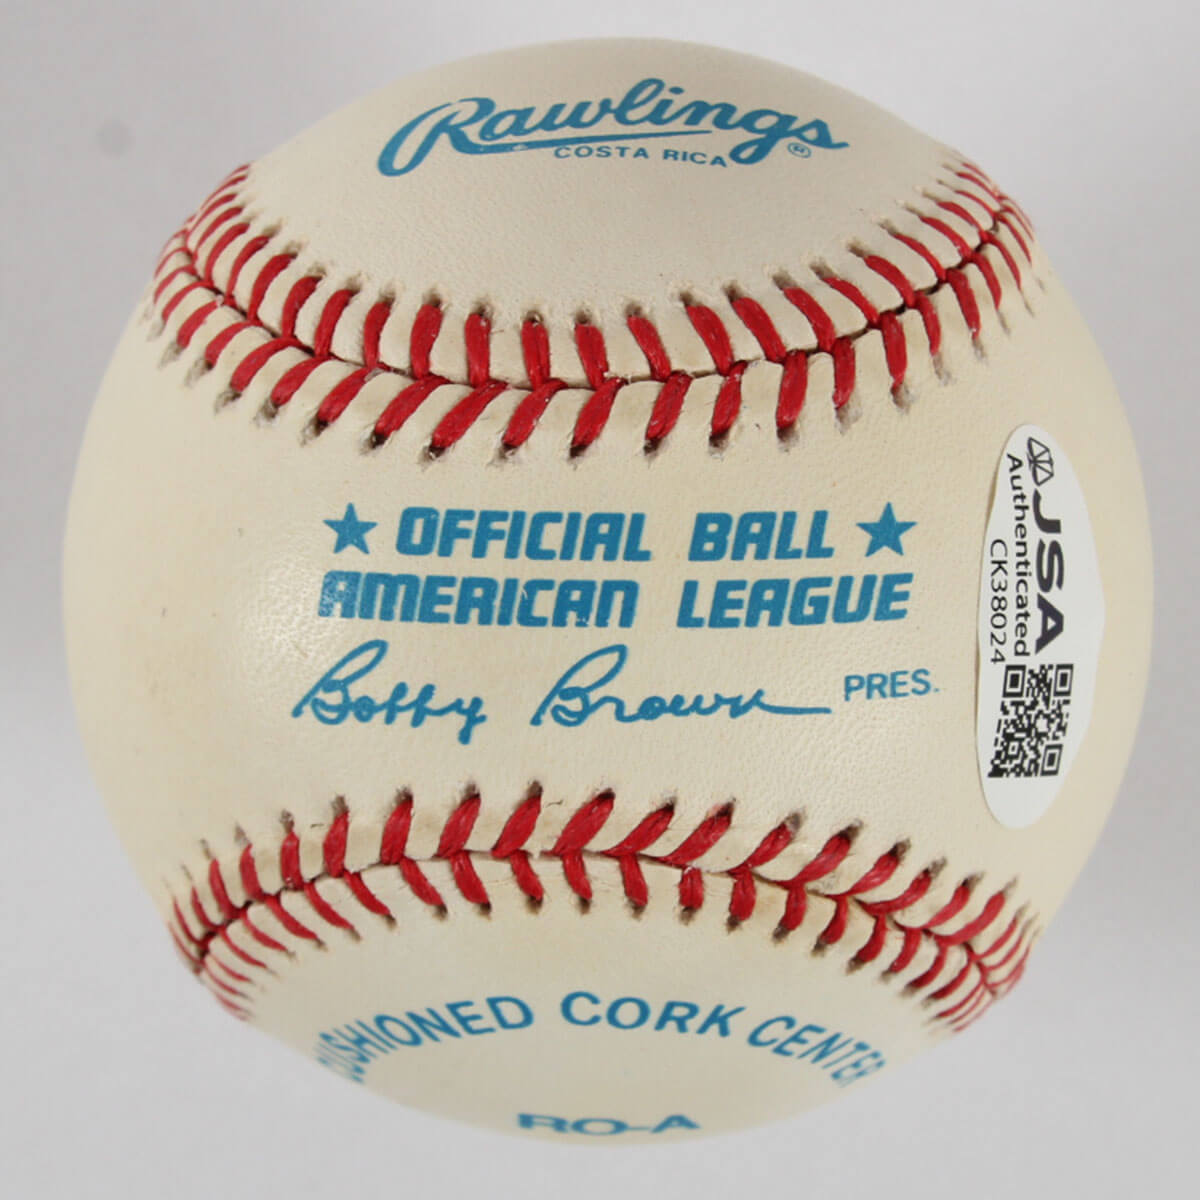 Rawlings®
COSTA RICA
★ OFFICIAL BALL ★
AMERICAN LEAGUE
Bobby Brown PRES.
CUSHIONED CORK CENTER
RO-A
JSA
Authenticated
CK38024